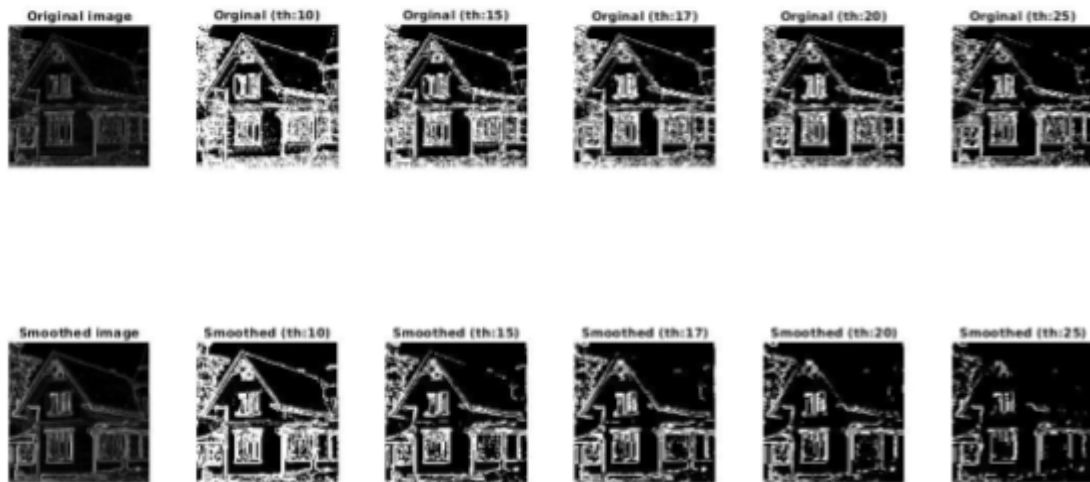 Original image
Orginal (th:10)
Orginal (th:15)
Orginal (th:17)
Orginal (th:20)
Orginal (th:25)
Smoothed image
Smoothed (th:10)
Smoothed (th:15)
Smoothed (th:17)
Smoothed (th:20)
Smoothed (th:25)